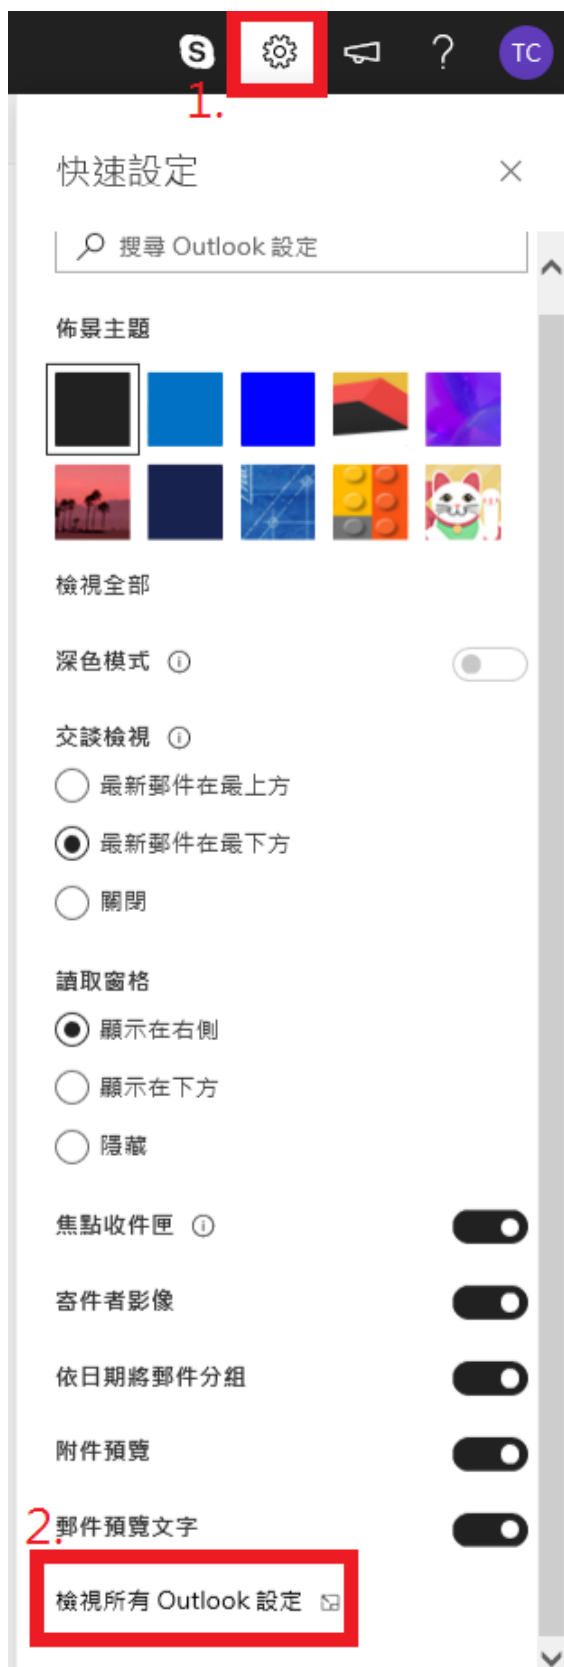 S
?
TC
1.
快速設定
搜尋 Outlook 設定
佈景主題
檢視全部
深色模式
交談檢視
最新郵件在最上方
最新郵件在最下方
關閉
讀取窗格
顯示在右側
顯示在下方
隱藏
焦點收件匣
寄件者影像
依日期將郵件分組
附件預覽
2.
郵件預覽文字
檢視所有 Outlook 設定